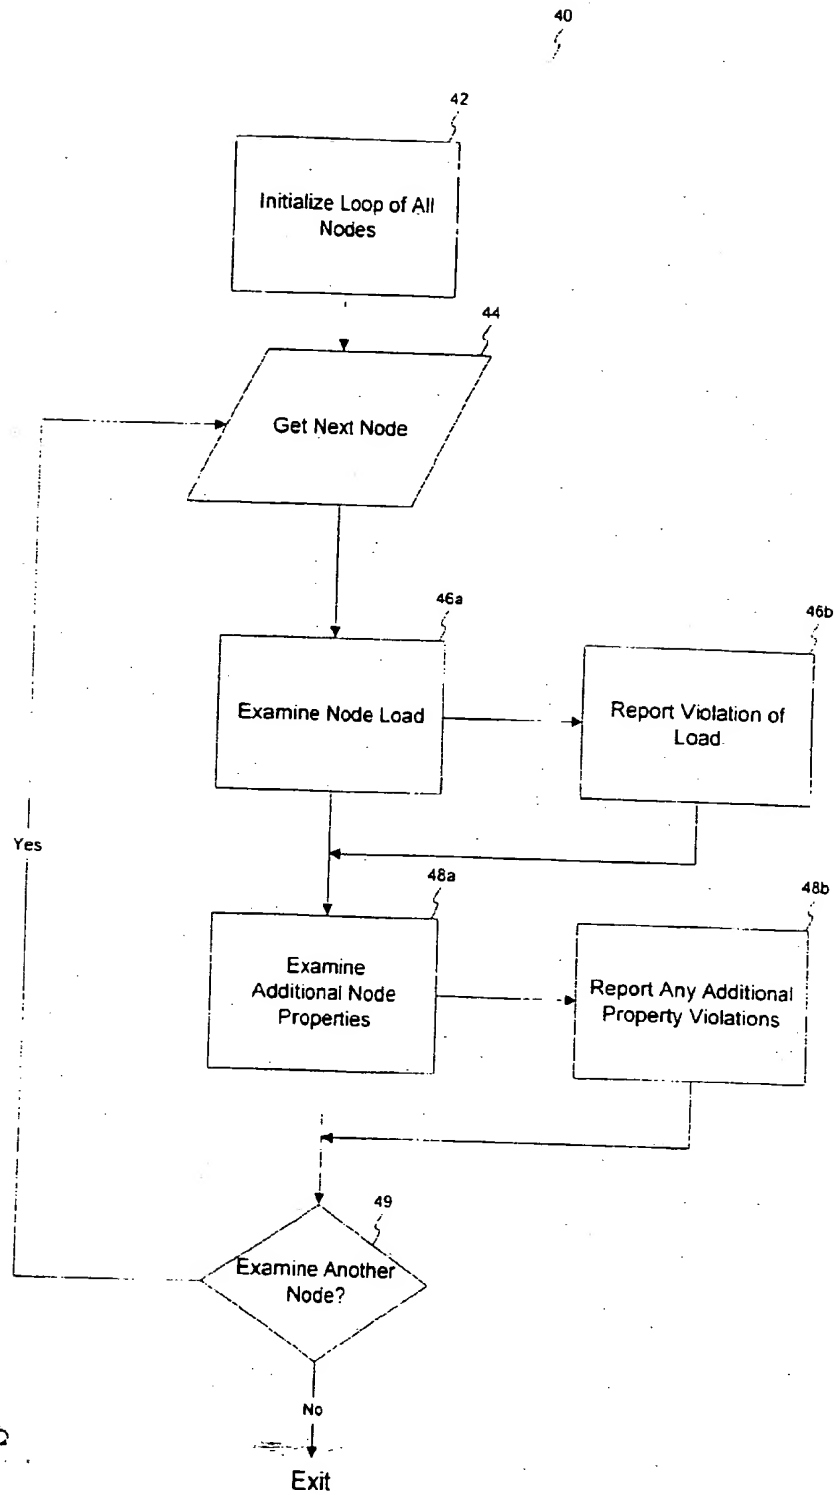 40
42
Initialize Loop of All
Nodes
44
Get Next Node
46a
Examine Node Load
46b
Report Violation of
Load
Yes
48a
Examine
Additional Node
Properties
48b
Report Any Additional
Property Violations
49
Examine Another
Node?
No
Exit